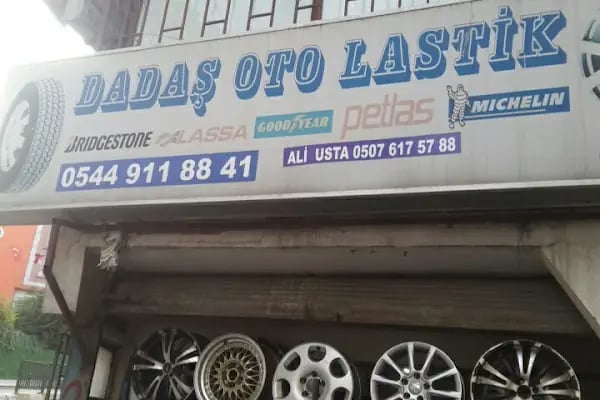 DADAŞ OTO LASTİK
BRIDGESTONE LASSA GOODYEAR petlas MICHELIN
0544 911 88 41 ALİ USTA 0507 617 57 88